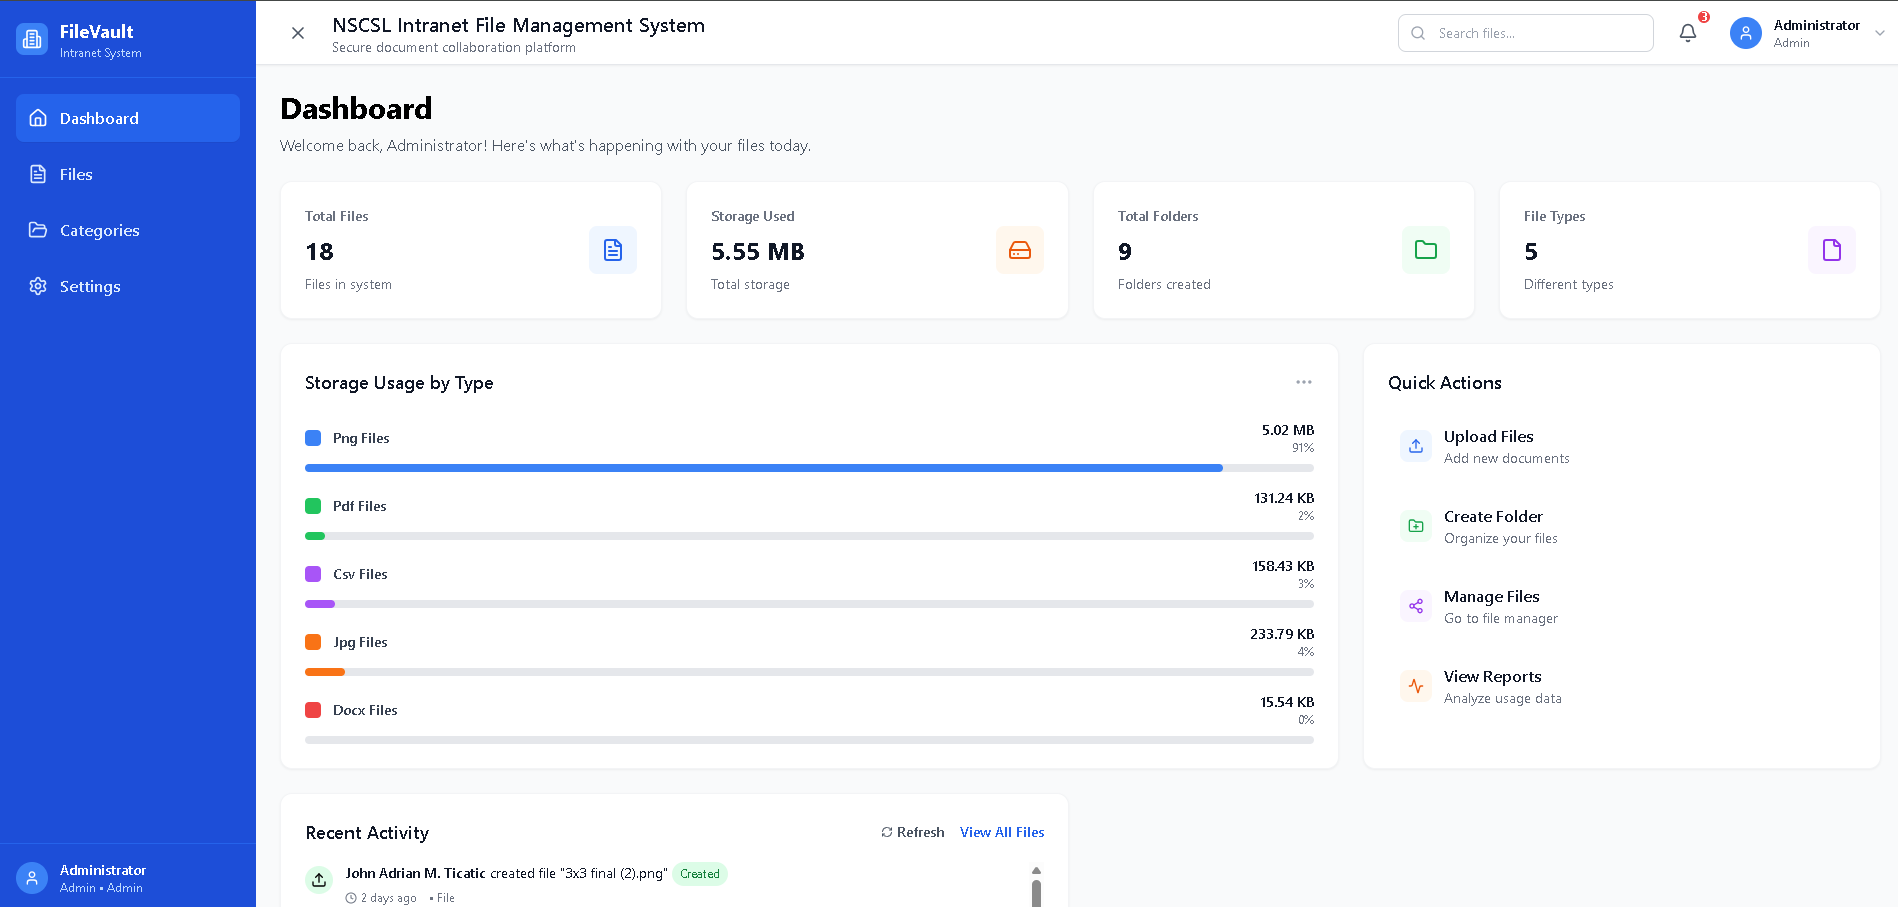 FileVault
Intranet System
Dashboard
Files
Categories
Settings
Administrator
Admin • Admin
NSCSL Intranet File Management System
Secure document collaboration platform
Search files...
3
Administrator
Admin
Dashboard
Welcome back, Administrator! Here's what's happening with your files today.
Total Files
18
Files in system
Storage Used
5.55 MB
Total storage
Total Folders
9
Folders created
File Types
5
Different types
Storage Usage by Type
Png Files
5.02 MB
91%
Pdf Files
131.24 KB
2%
Csv Files
158.43 KB
3%
Jpg Files
233.79 KB
4%
Docx Files
15.54 KB
0%
Quick Actions
Upload Files
Add new documents
Create Folder
Organize your files
Manage Files
Go to file manager
View Reports
Analyze usage data
Recent Activity
Refresh
View All Files
John Adrian M. Ticatic created file "3x3 final (2).png" Created
2 days ago • File